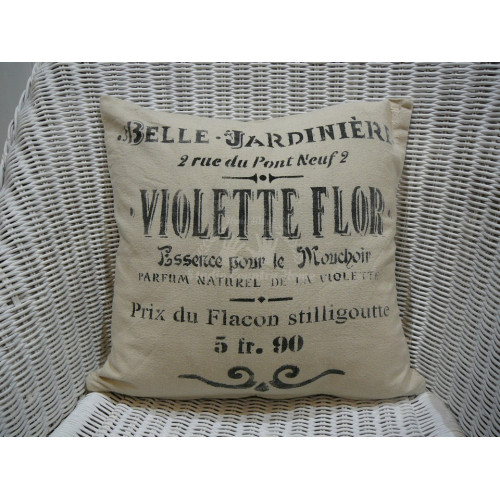 BELLE-JARDINIÈRE
2 rue du Pont Neuf 2
VIOLETTE FLOR
Essence pour le Mouchoir
PARFUM NATUREL DE LA VIOLETTE
Prix du Flacon stilligoutte
5 fr. 90